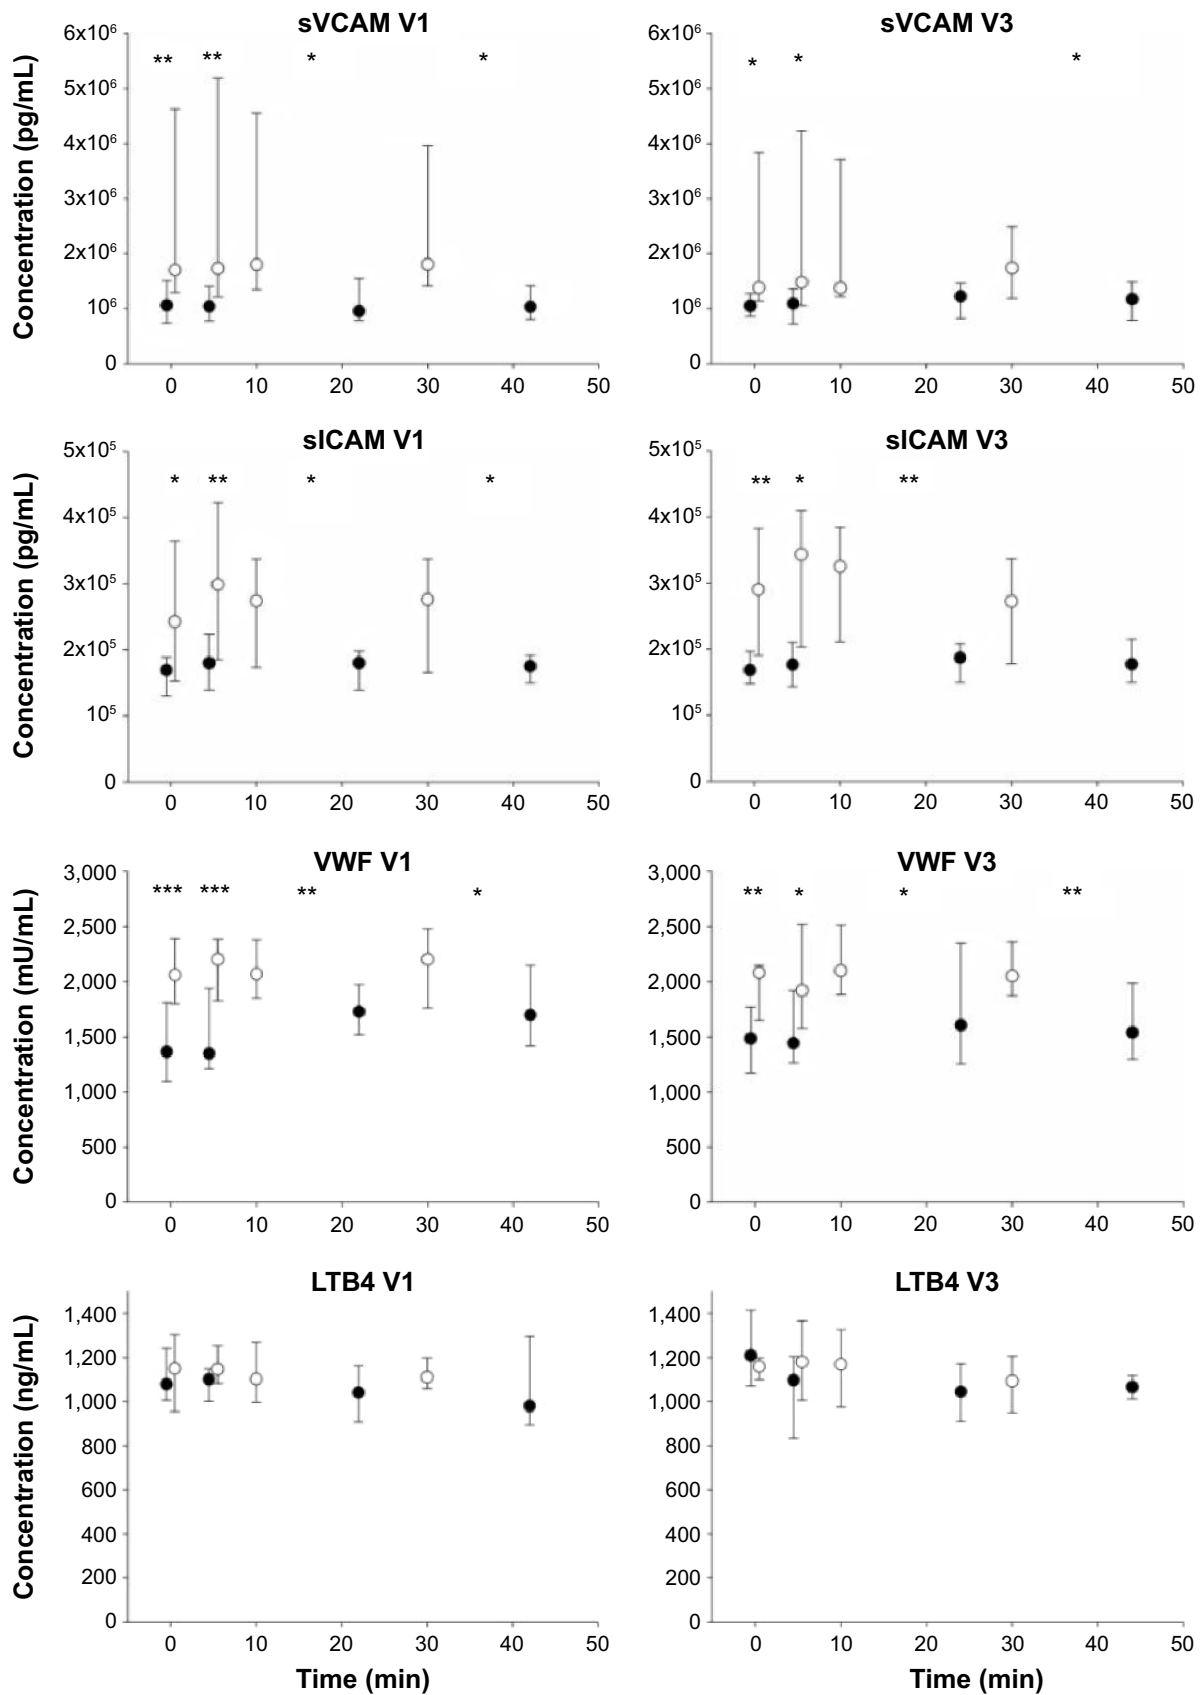 sVCAM V1
Concentration (pg/mL)
6x10⁶
5x10⁶
4x10⁶
3x10⁶
2x10⁶
10⁶
0
** ** * *
0 10 20 30 40 50
sVCAM V3
6x10⁶
5x10⁶
4x10⁶
3x10⁶
2x10⁶
10⁶
0
* * *
0 10 20 30 40 50
sICAM V1
Concentration (pg/mL)
5x10⁵
4x10⁵
3x10⁵
2x10⁵
10⁵
0
* ** * *
0 10 20 30 40 50
sICAM V3
5x10⁵
4x10⁵
3x10⁵
2x10⁵
10⁵
0
** * **
0 10 20 30 40 50
VWF V1
Concentration (mU/mL)
3,000
2,500
2,000
1,500
1,000
500
0
*** *** ** *
0 10 20 30 40 50
VWF V3
3,000
2,500
2,000
1,500
1,000
500
0
** * * **
0 10 20 30 40 50
LTB4 V1
Concentration (ng/mL)
1,400
1,200
1,000
800
600
400
200
0
0 10 20 30 40 50
Time (min)
LTB4 V3
1,400
1,200
1,000
800
600
400
200
0
0 10 20 30 40 50
Time (min)